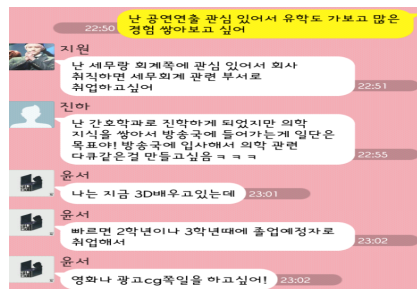 난 공연연출 관심 있어서 유학도 가보고 많은
경험 쌓아보고 싶어
22:50
지원
난 세무랑 회계쪽에 관심 있어서 회사
취직하면 세무회계 관련 부서로
취업하고싶어
22:51
진하
난 간호학과로 진학하게 되었지만 의학
지식을 쌓아서 방송국에 들어가는게 일단은
목표야! 방송국에 입사해서 의학 관련
다큐같은걸 만들고싶음 ㅋ ㅋ ㅋ
22:55
윤서
나는 지금 3D배우고있는데 23:01
윤서
빠르면 2학년이나 3학년때에 졸업예정자로
취업해서
23:02
윤서
영화나 광고cg쪽일을 하고싶어! 23:02